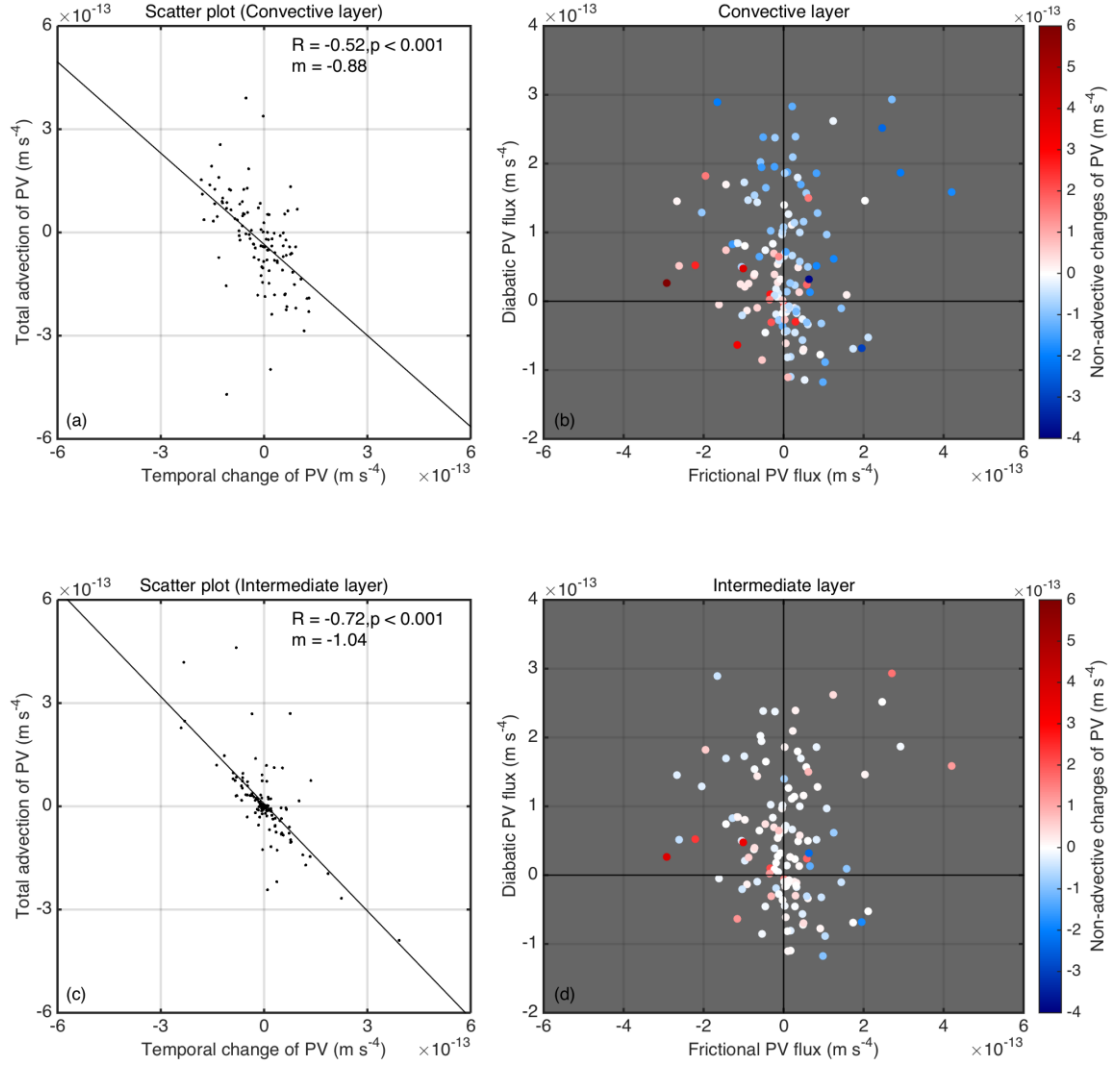 Scatter plot (Convective layer)
6 ×10⁻¹³
3
0
-3
-6
Total advection of PV (m s⁻⁴)
R = -0.52,p < 0.001
m = -0.88
(a)
-6 -3 0 3 6
Temporal change of PV (m s⁻⁴) ×10⁻¹³
Convective layer
4 ×10⁻¹³
3
2
1
0
-1
-2
Diabatic PV flux (m s⁻⁴)
(b)
-6 -4 -2 0 2 4 6
Frictional PV flux (m s⁻⁴) ×10⁻¹³
×10⁻¹³
6
5
4
3
2
1
0
-1
-2
-3
-4
Non-advective changes of PV (m s⁻⁴)
Scatter plot (Intermediate layer)
6 ×10⁻¹³
3
0
-3
-6
Total advection of PV (m s⁻⁴)
R = -0.72,p < 0.001
m = -1.04
(c)
-6 -3 0 3 6
Temporal change of PV (m s⁻⁴) ×10⁻¹³
Intermediate layer
4 ×10⁻¹³
3
2
1
0
-1
-2
Diabatic PV flux (m s⁻⁴)
(d)
-6 -4 -2 0 2 4 6
Frictional PV flux (m s⁻⁴) ×10⁻¹³
×10⁻¹³
6
5
4
3
2
1
0
-1
-2
-3
-4
Non-advective changes of PV (m s⁻⁴)